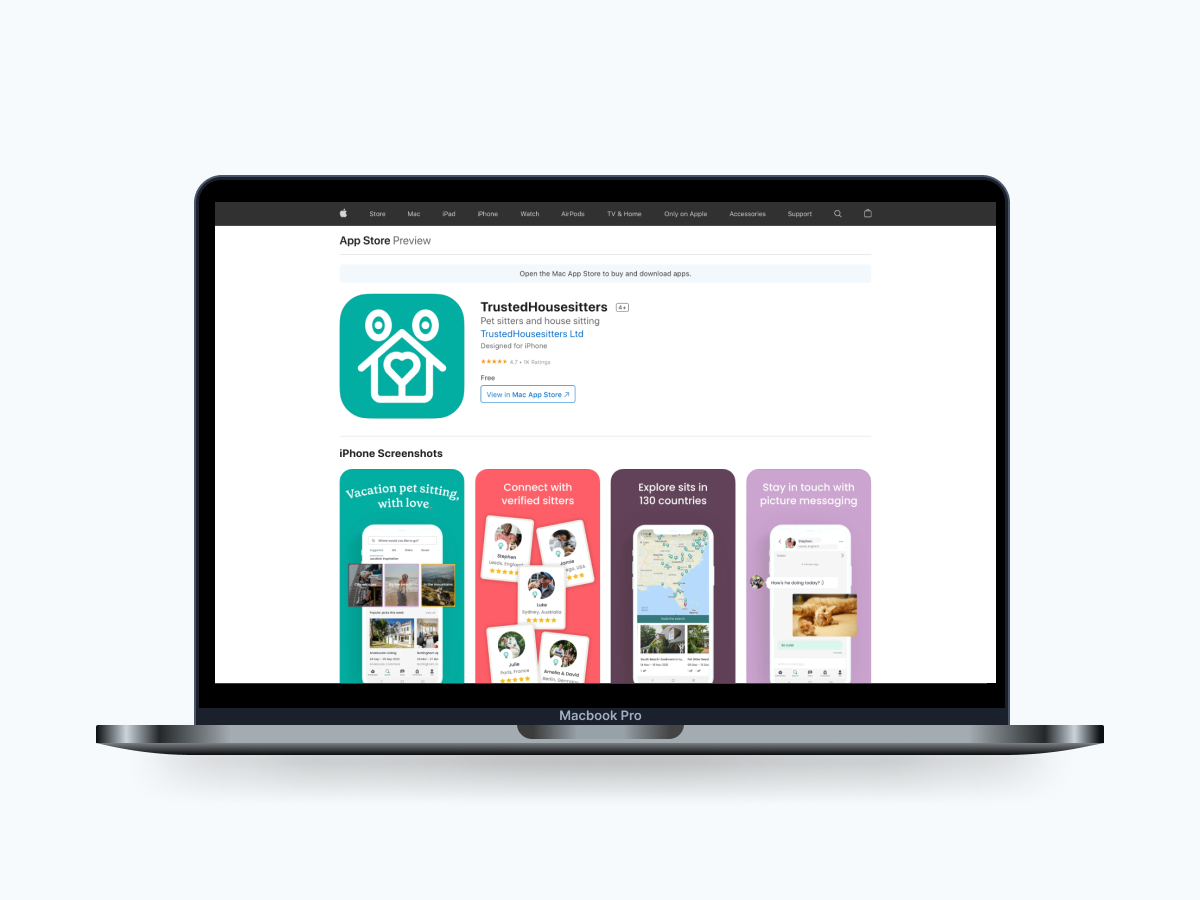 Store Mac iPad iPhone Watch AirPods TV & Home Only on Apple Accessories Support
App Store Preview
Open the Mac App Store to buy and download apps.
TrustedHousesitters 4+
Pet sitters and house sitting
TrustedHousesitters Ltd
Designed for iPhone
4.7 • 1K Ratings
Free
View in Mac App Store
iPhone Screenshots
Vacation pet sitting,
with love
Where would you like to go?
Popular picks this week
Connect with
verified sitters
Stephen
Leeds, England
Jamie
USA
Luke
Sydney, Australia
Julie
Paris, France
Amelia & David
Berlin, Germany
Explore sits in
130 countries
Stay in touch with
picture messaging
Stephen
How's he doing today? :)
So cute!
Macbook Pro